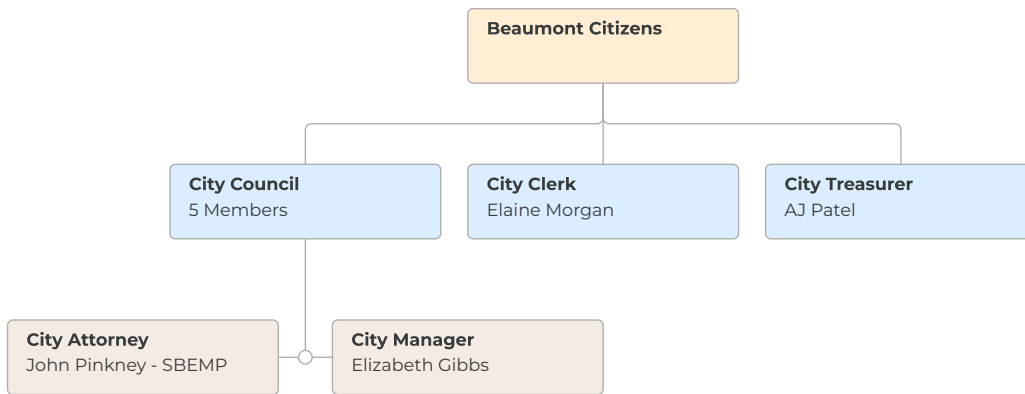 Beaumont Citizens
City Council
5 Members
City Clerk
Elaine Morgan
City Treasurer
AJ Patel
City Attorney
John Pinkney - SBEMP
City Manager
Elizabeth Gibbs